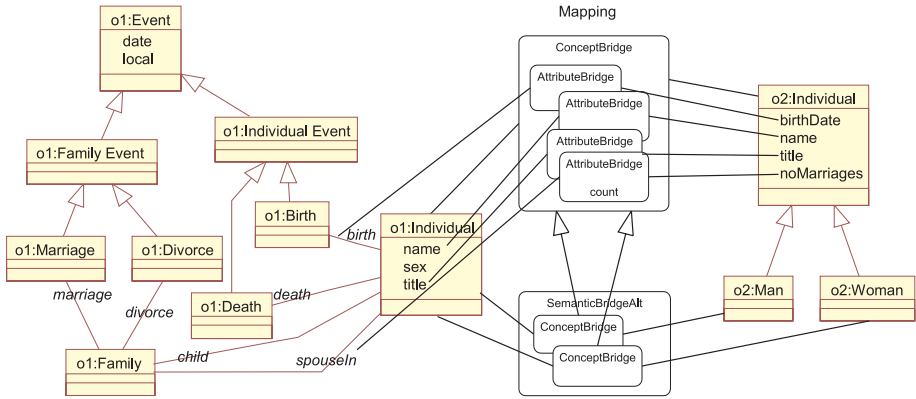 Mapping
o1:Event
date
local
o1:Family Event
o1:Individual Event
o1:Marriage
o1:Divorce
o1:Birth
o1:Death
o1:Family
marriage
divorce
birth
death
child
spouseIn
o1:Individual
name
sex
title
ConceptBridge
AttributeBridge
AttributeBridge
AttributeBridge
AttributeBridge
count
SemanticBridgeAlt
ConceptBridge
ConceptBridge
o2:Individual
birthDate
name
title
noMarriages
o2:Man
o2:Woman